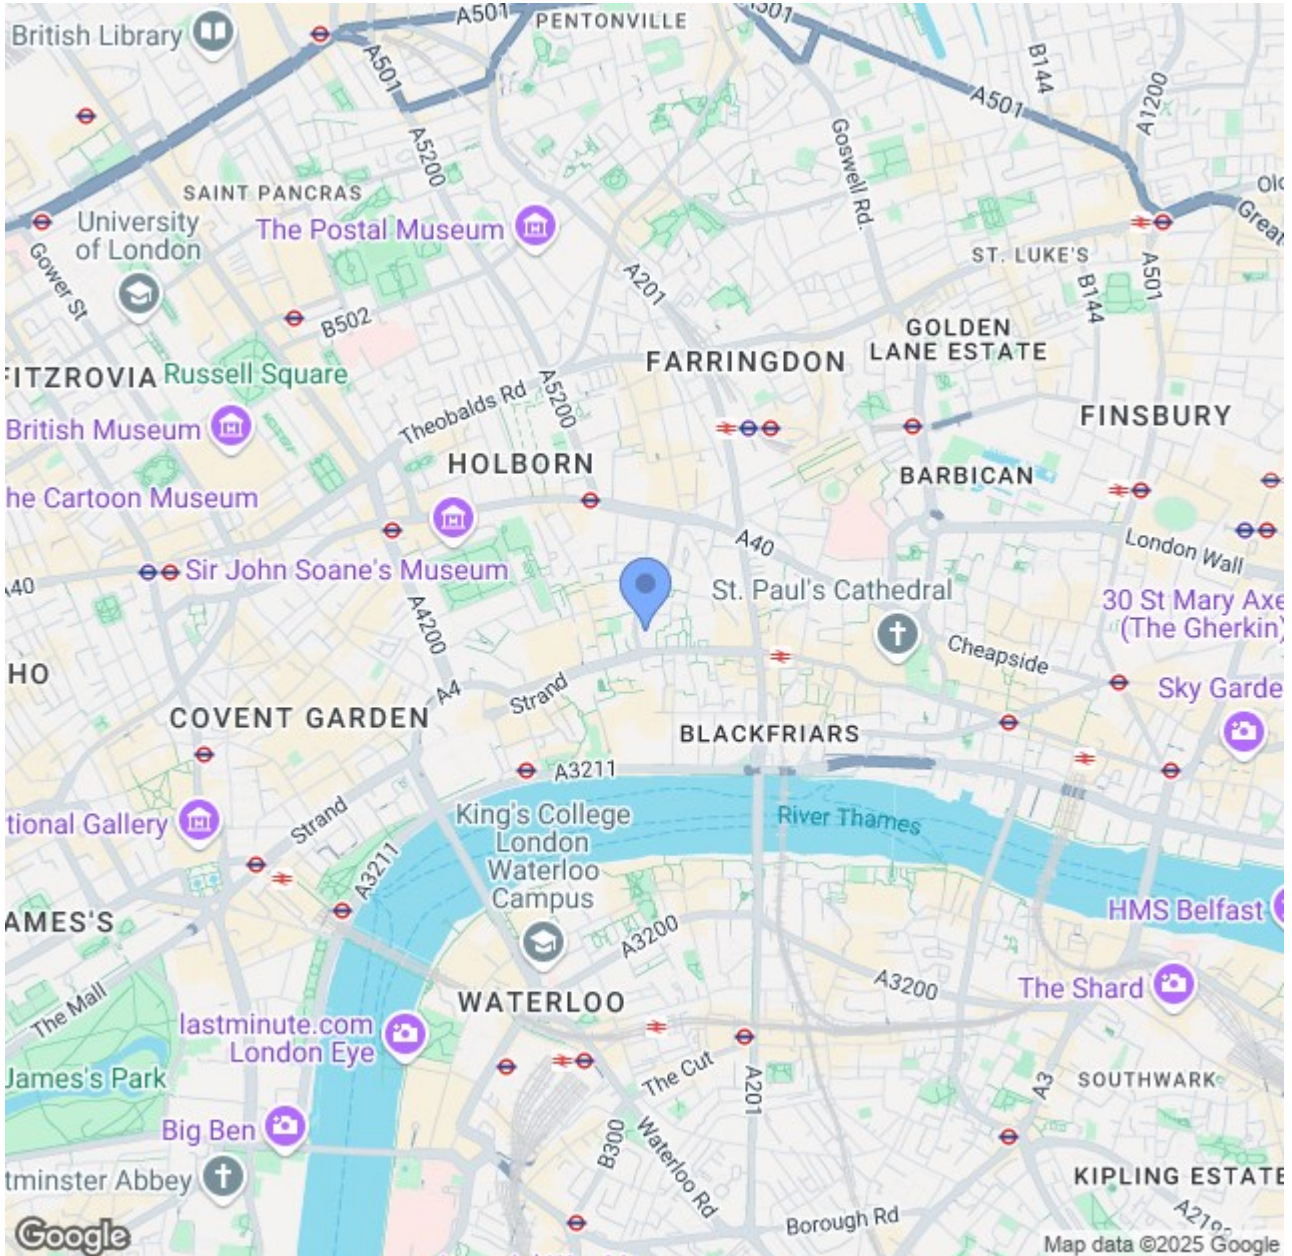 British Library
A501
PENTONVILLE
A501
A501
B144
A501
A1200
A5200
Goswell Rd.
SAINT PANCRAS
University
of London
The Postal Museum
Great
ST. LUKE'S
Gower St
A201
A501
B144
B502
GOLDEN
LANE ESTATE
FITZROVIA
Russell Square
FARRINGDON
A5200
Theobalds Rd
British Museum
FINSBURY
HOLBORN
BARBICAN
he Cartoon Museum
A40
London Wall
Sir John Soane's Museum
A40
St. Paul's Cathedral
30 St Mary Axe
(The Gherkin)
A4200
Cheapside
HO
A4
Strand
Sky Garde
COVENT GARDEN
BLACKFRIARS
A3211
King's College
London
Waterloo
Campus
River Thames
tional Gallery
Strand
A3211
HMS Belfast
AMES'S
A3200
A3200
The Shard
The Mall
WATERLOO
lastminute.com
London Eye
The Cut
James's Park
A201
A3
SOUTHWARK
Big Ben
B300
Waterloo Rd
tminster Abbey
KIPLING ESTATE
Borough Rd
Google
Map data ©2025 Google